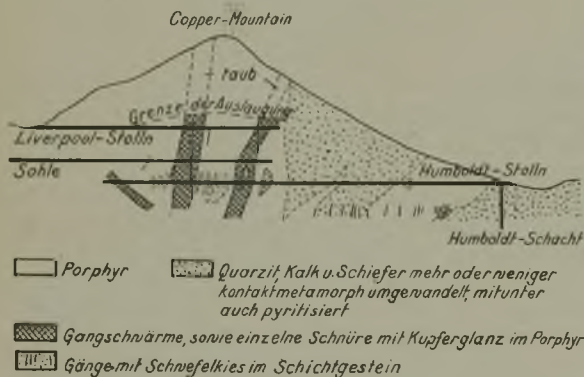 Copper-Mountain
taub
Grenze der Auslaugung
Liverpool-Stolln
Sohle
Humboldt-Stolln
Humboldt-Schacht
Porphyr
Quarzit, Kalk u. Schiefer mehr oder weniger
kontaktmetamorph umgewandelt, mitunter
auch pyritisiert
Gangschwärme, sowie einzelne Schnüre mit Kupferglanz im Porphyr
Gänge mit Schwefelkies im Schichtgestein